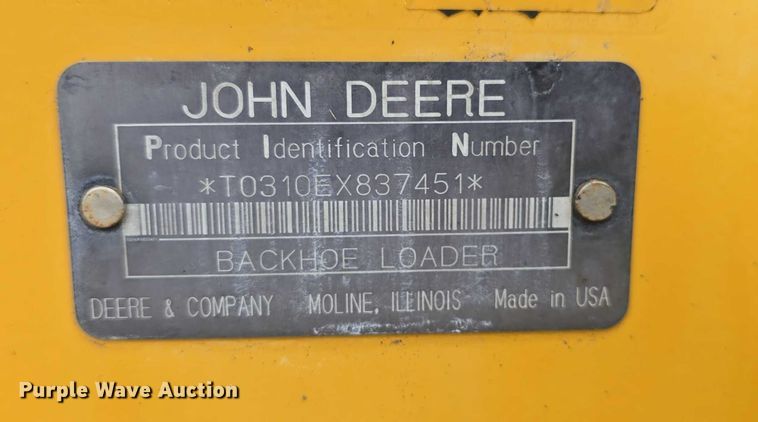 JOHN DEERE
Product Identification Number
*T0310EX837451*
BACKHOE LOADER
DEERE & COMPANY MOLINE, ILLINOIS Made in USA
Purple Wave Auction